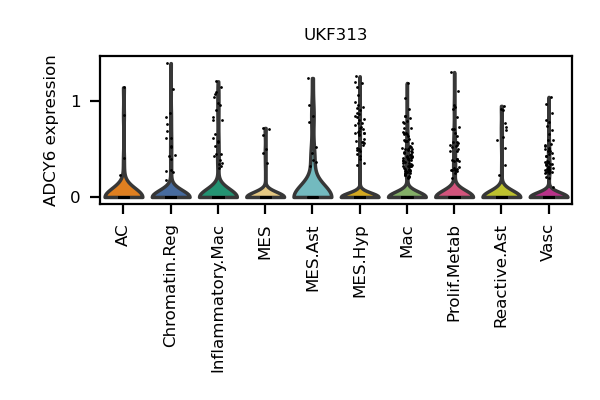 UKF313
ADCY6 expression
1
0
AC
Chromatin.Reg
Inflammatory.Mac
MES
MES.Ast
MES.Hyp
Mac
Prolif.Metab
Reactive.Ast
Vasc